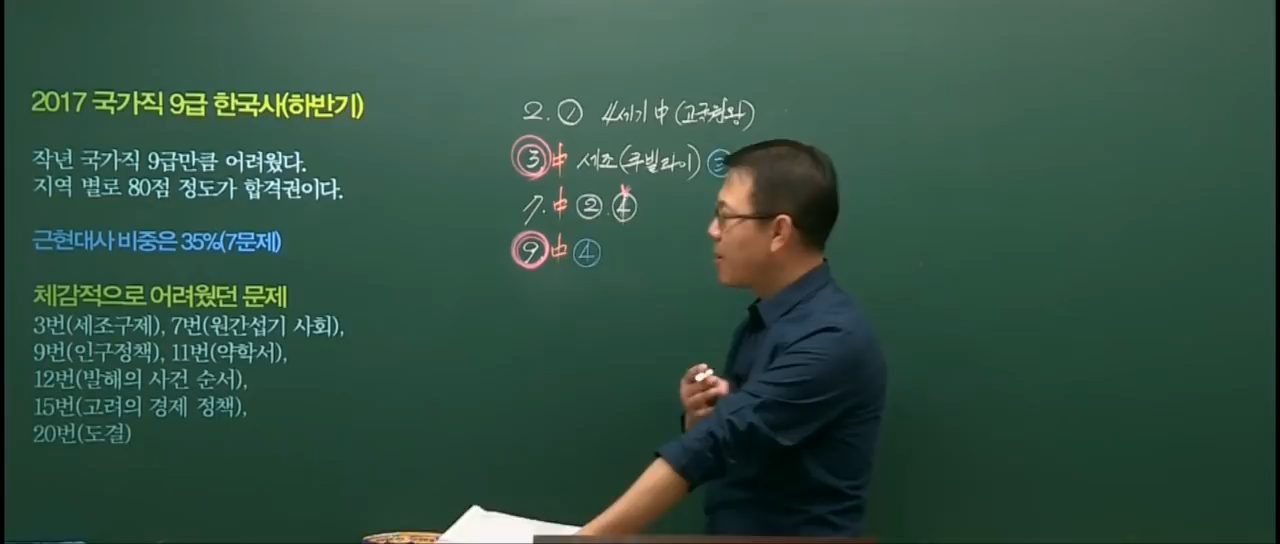 2017 국가직 9급 한국사(하반기)
작년 국가직 9급만큼 어려웠다.
지역 별로 80점 정도가 합격권이다.
근현대사 비중은 35%(7문제)
체감적으로 어려웠던 문제
3번(세조구제), 7번(원간섭기 사회),
9번(인구정책), 11번(약학서),
12번(발해의 사건 순서),
15번(고려의 경제 정책),
20번(도결)
2. ① 4세기 中 (고국원왕)
③. 中 세조(쿠빌라이)
7. 中 ②. ④
⑨. 中 ④